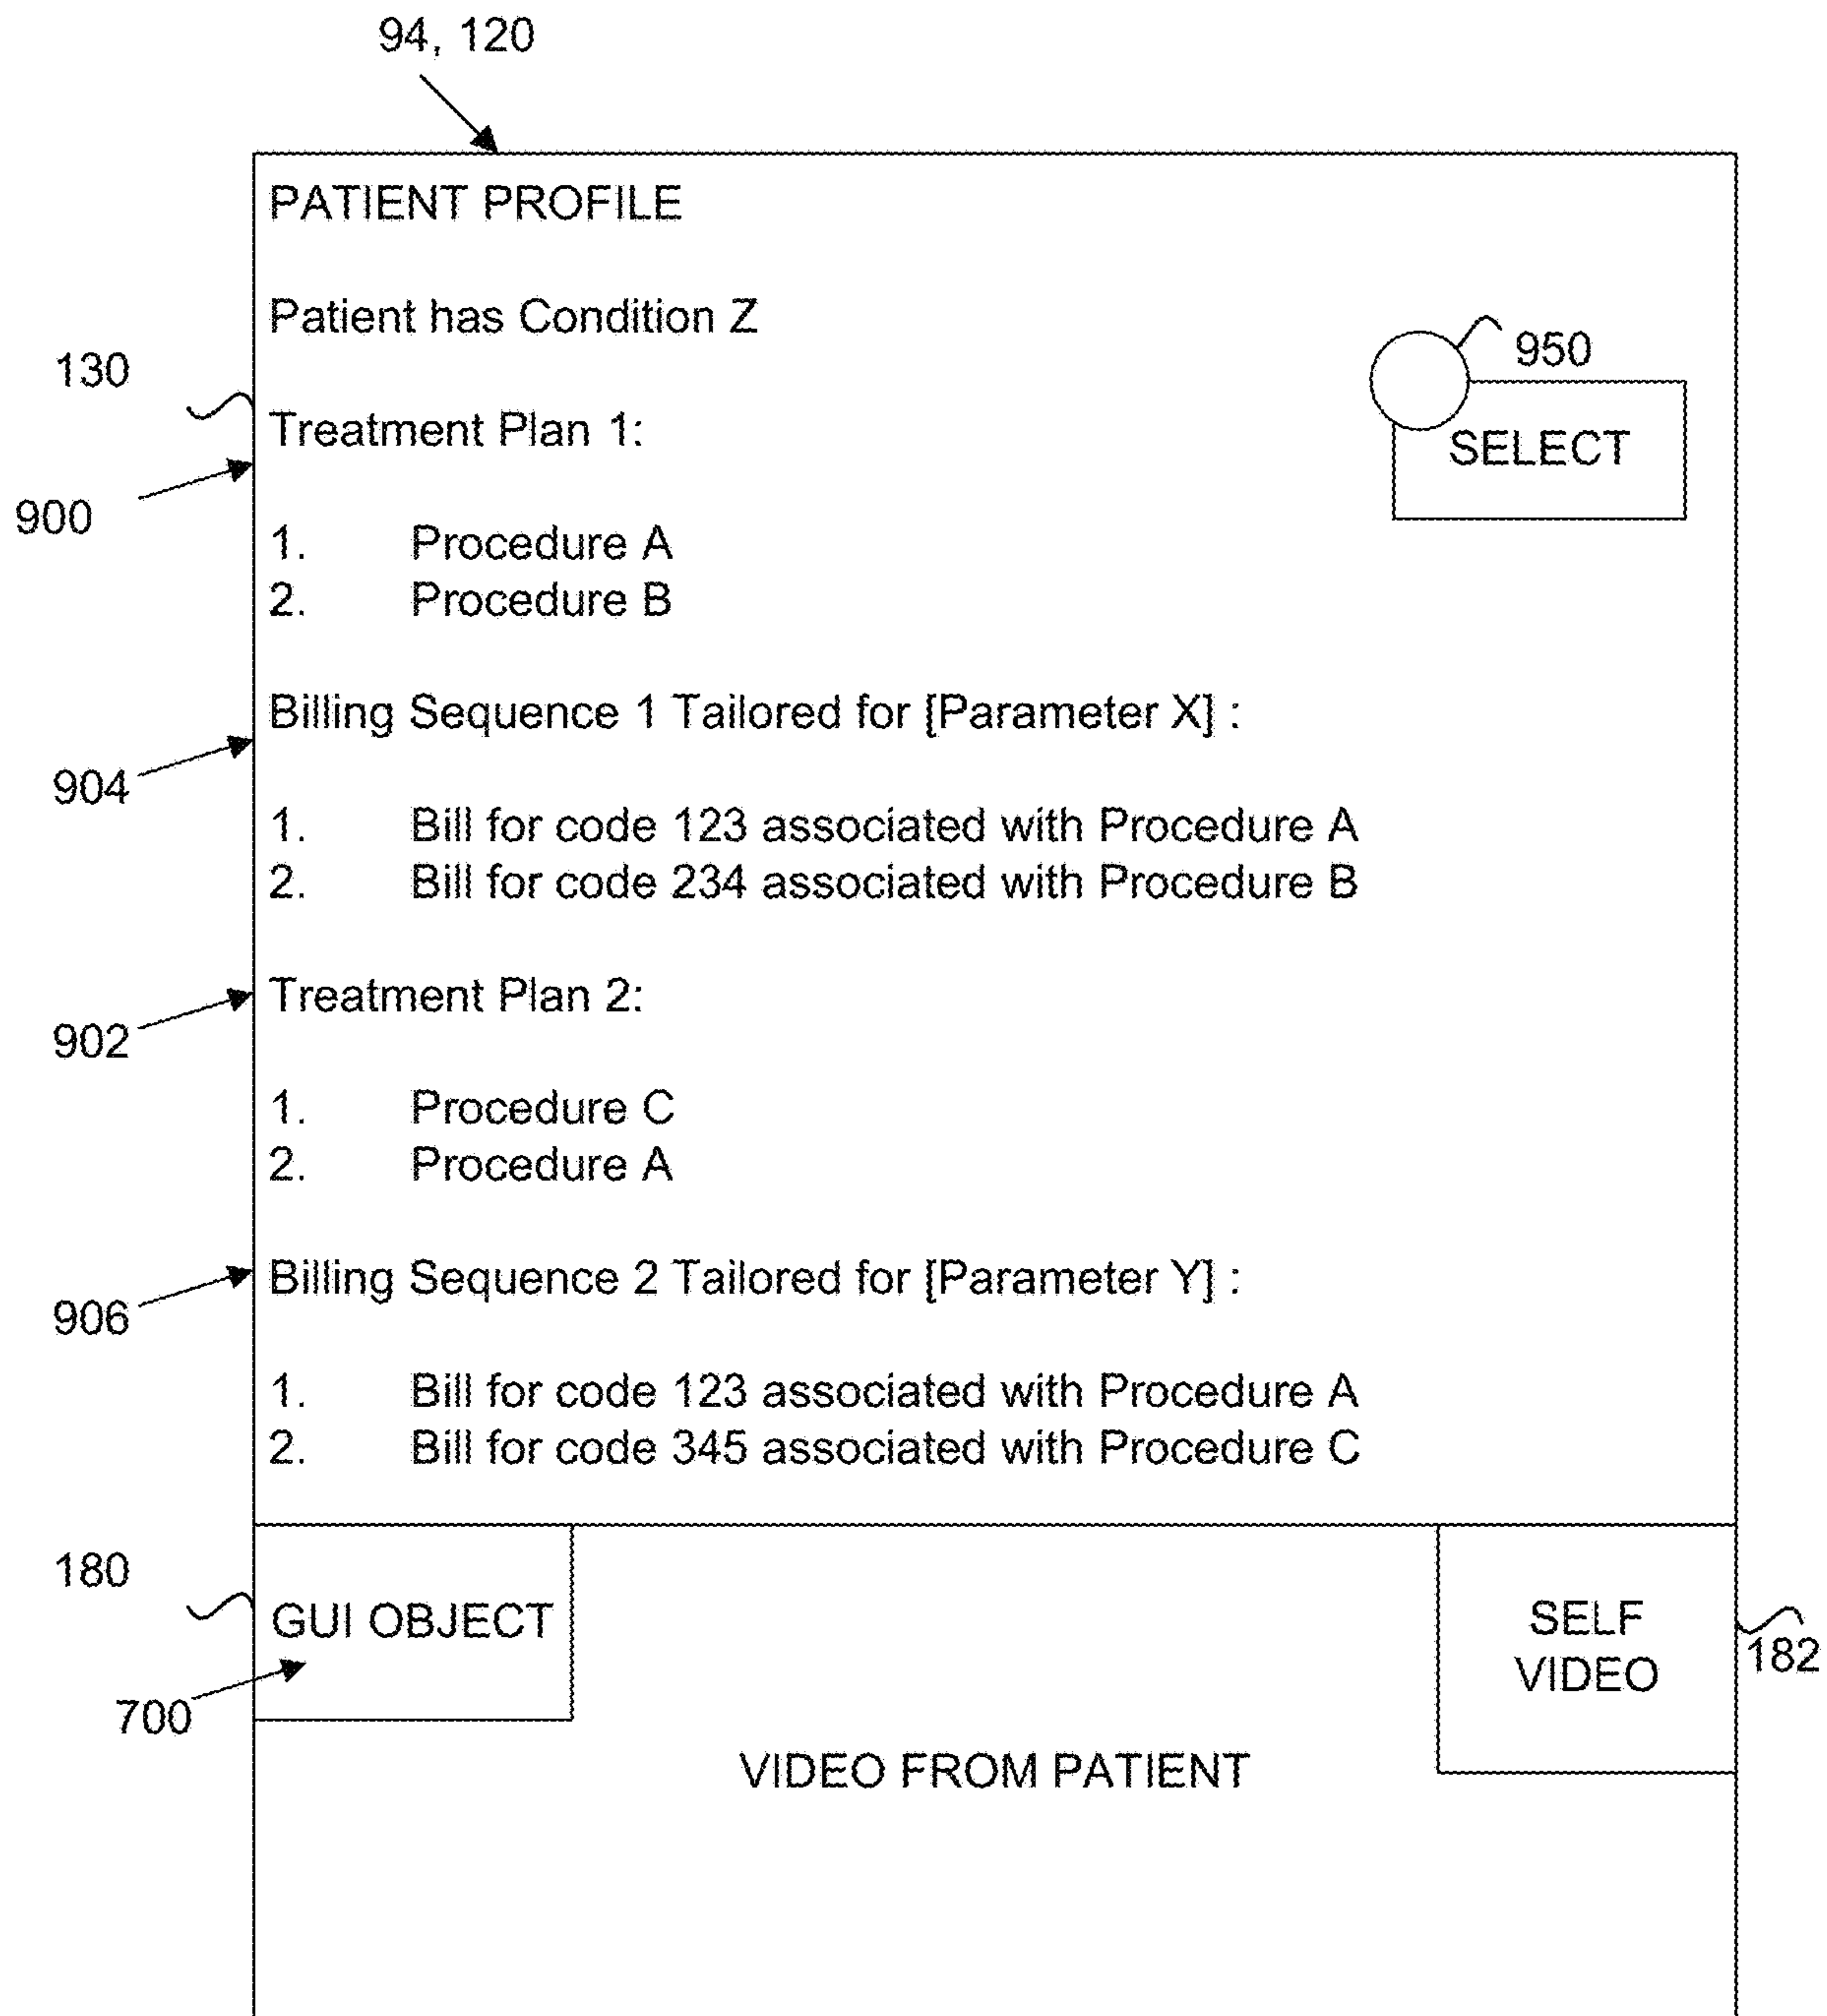 94, 120
PATIENT PROFILE
Patient has Condition Z
950
130
Treatment Plan 1:
SELECT
900
1. Procedure A
2. Procedure B
Billing Sequence 1 Tailored for [Parameter X] :
904
1. Bill for code 123 associated with Procedure A
2. Bill for code 234 associated with Procedure B
Treatment Plan 2:
902
1. Procedure C
2. Procedure A
Billing Sequence 2 Tailored for [Parameter Y] :
906
1. Bill for code 123 associated with Procedure A
2. Bill for code 345 associated with Procedure C
180
GUI OBJECT
SELF
VIDEO
182
700
VIDEO FROM PATIENT